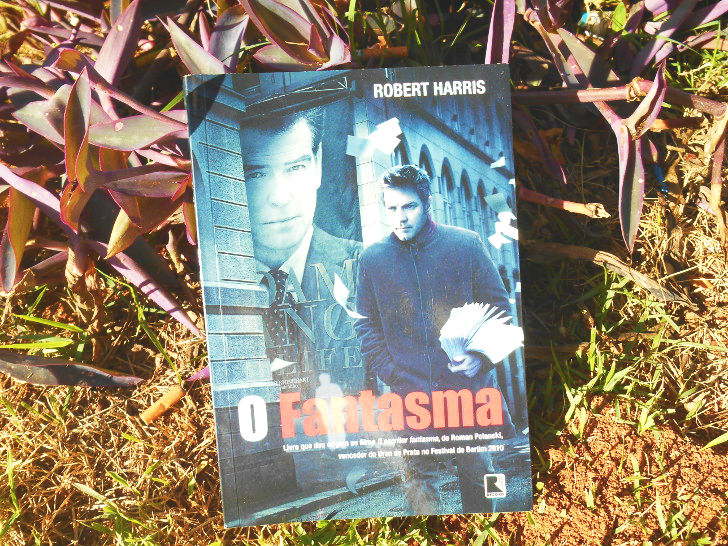 ROBERT HARRIS
O Fantasma
Livro que deu origem ao filme O escritor fantasma, de Roman Polanski,
vencedor do Urso de Prata no Festival de Berlim 2010
RECORD